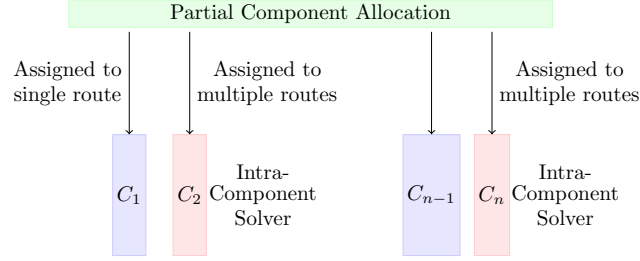 Partial Component Allocation
Assigned to
single route
Assigned to
multiple routes
Assigned to
multiple routes
C₁
C₂
Intra-
Component
Solver
Cₙ₋₁
Cₙ
Intra-
Component
Solver